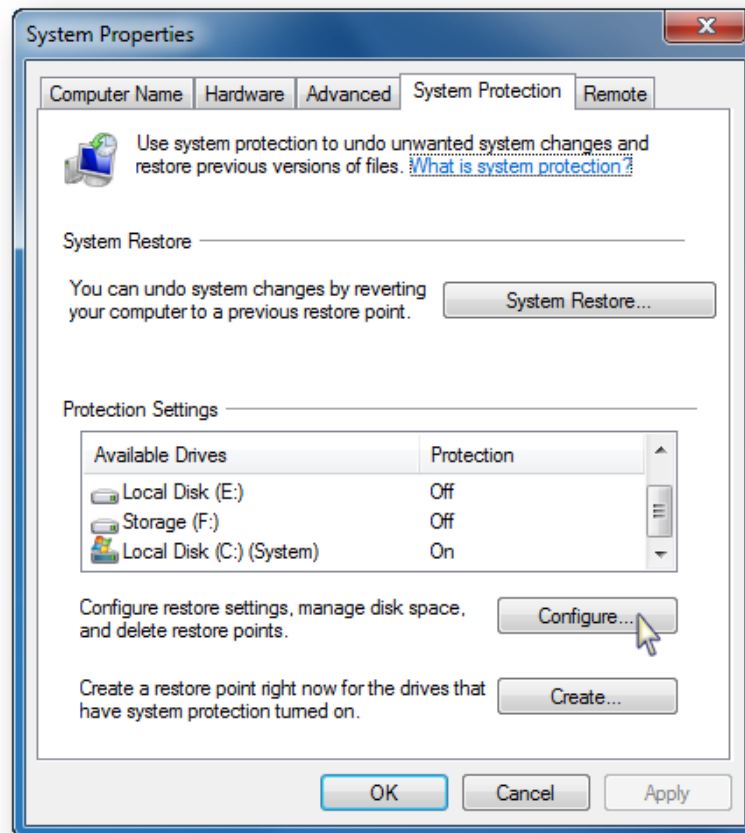 System Properties
Computer Name Hardware Advanced System Protection Remote
Use system protection to undo unwanted system changes and
restore previous versions of files. What is system protection?
System Restore
You can undo system changes by reverting
your computer to a previous restore point.
System Restore...
Protection Settings
Available Drives Protection
Local Disk (E:) Off
Storage (F:) Off
Local Disk (C:) (System) On
Configure restore settings, manage disk space,
and delete restore points.
Configure...
Create a restore point right now for the drives that
have system protection turned on.
Create...
OK Cancel Apply